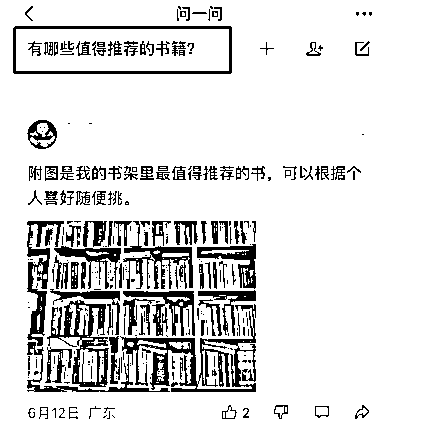 问一问
有哪些值得推荐的书籍?
附图是我的书架里最值得推荐的书，可以根据个
人喜好随便挑。
6月12日 广东
2